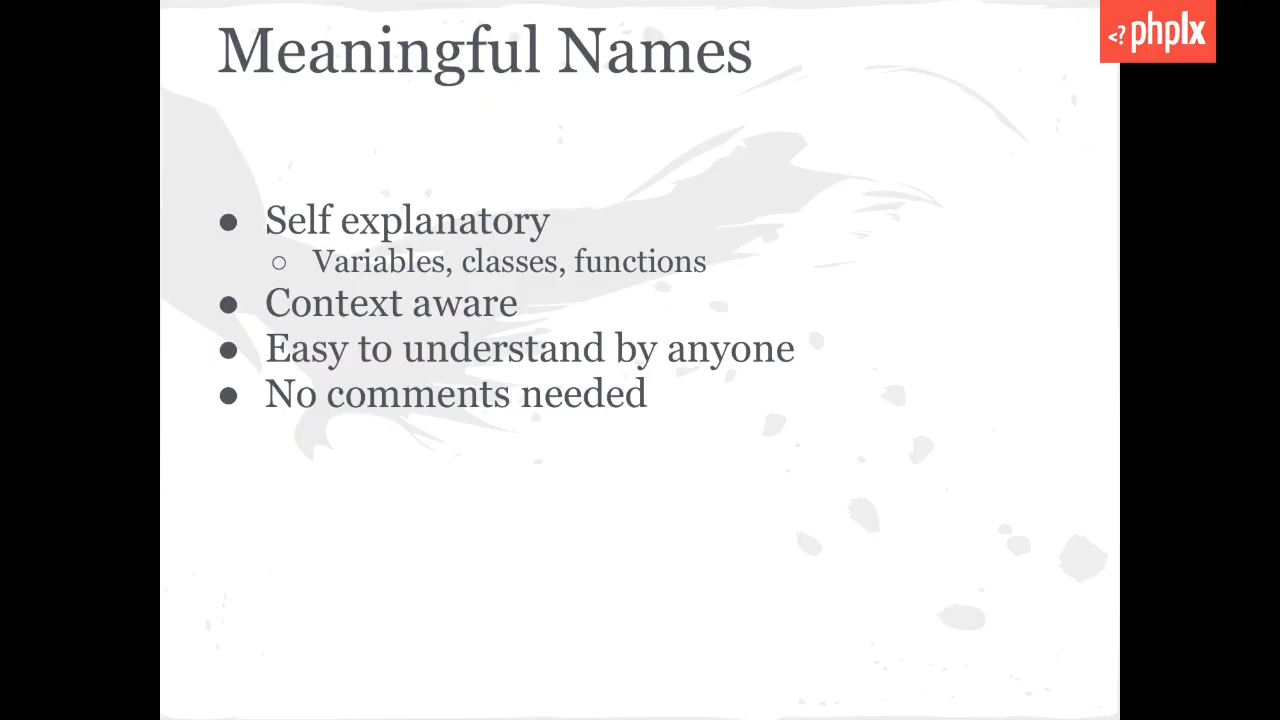 Meaningful Names
<? phplx
● Self explanatory
○ Variables, classes, functions
● Context aware
● Easy to understand by anyone
● No comments needed